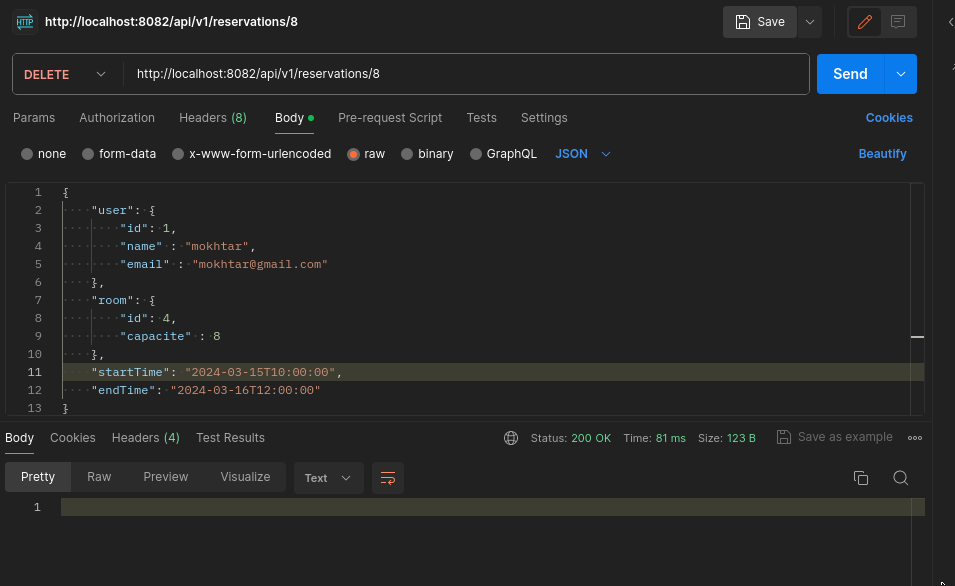 HTTP http://localhost:8082/api/v1/reservations/8 Save
DELETE http://localhost:8082/api/v1/reservations/8 Send
Params Authorization Headers (8) Body Pre-request Script Tests Settings Cookies
none form-data x-www-form-urlencoded raw binary GraphQL JSON Beautify
1 {
2 "user": {
3 "id": 1,
4 "name" : "mokhtar",
5 "email" : "mokhtar@gmail.com"
6 },
7 "room": {
8 "id": 4,
9 "capacite" : 8
10 },
11 "startTime": "2024-03-15T10:00:00",
12 "endTime": "2024-03-16T12:00:00"
13 }
Body Cookies Headers (4) Test Results Status: 200 OK Time: 81 ms Size: 123 B Save as example
Pretty Raw Preview Visualize Text
1